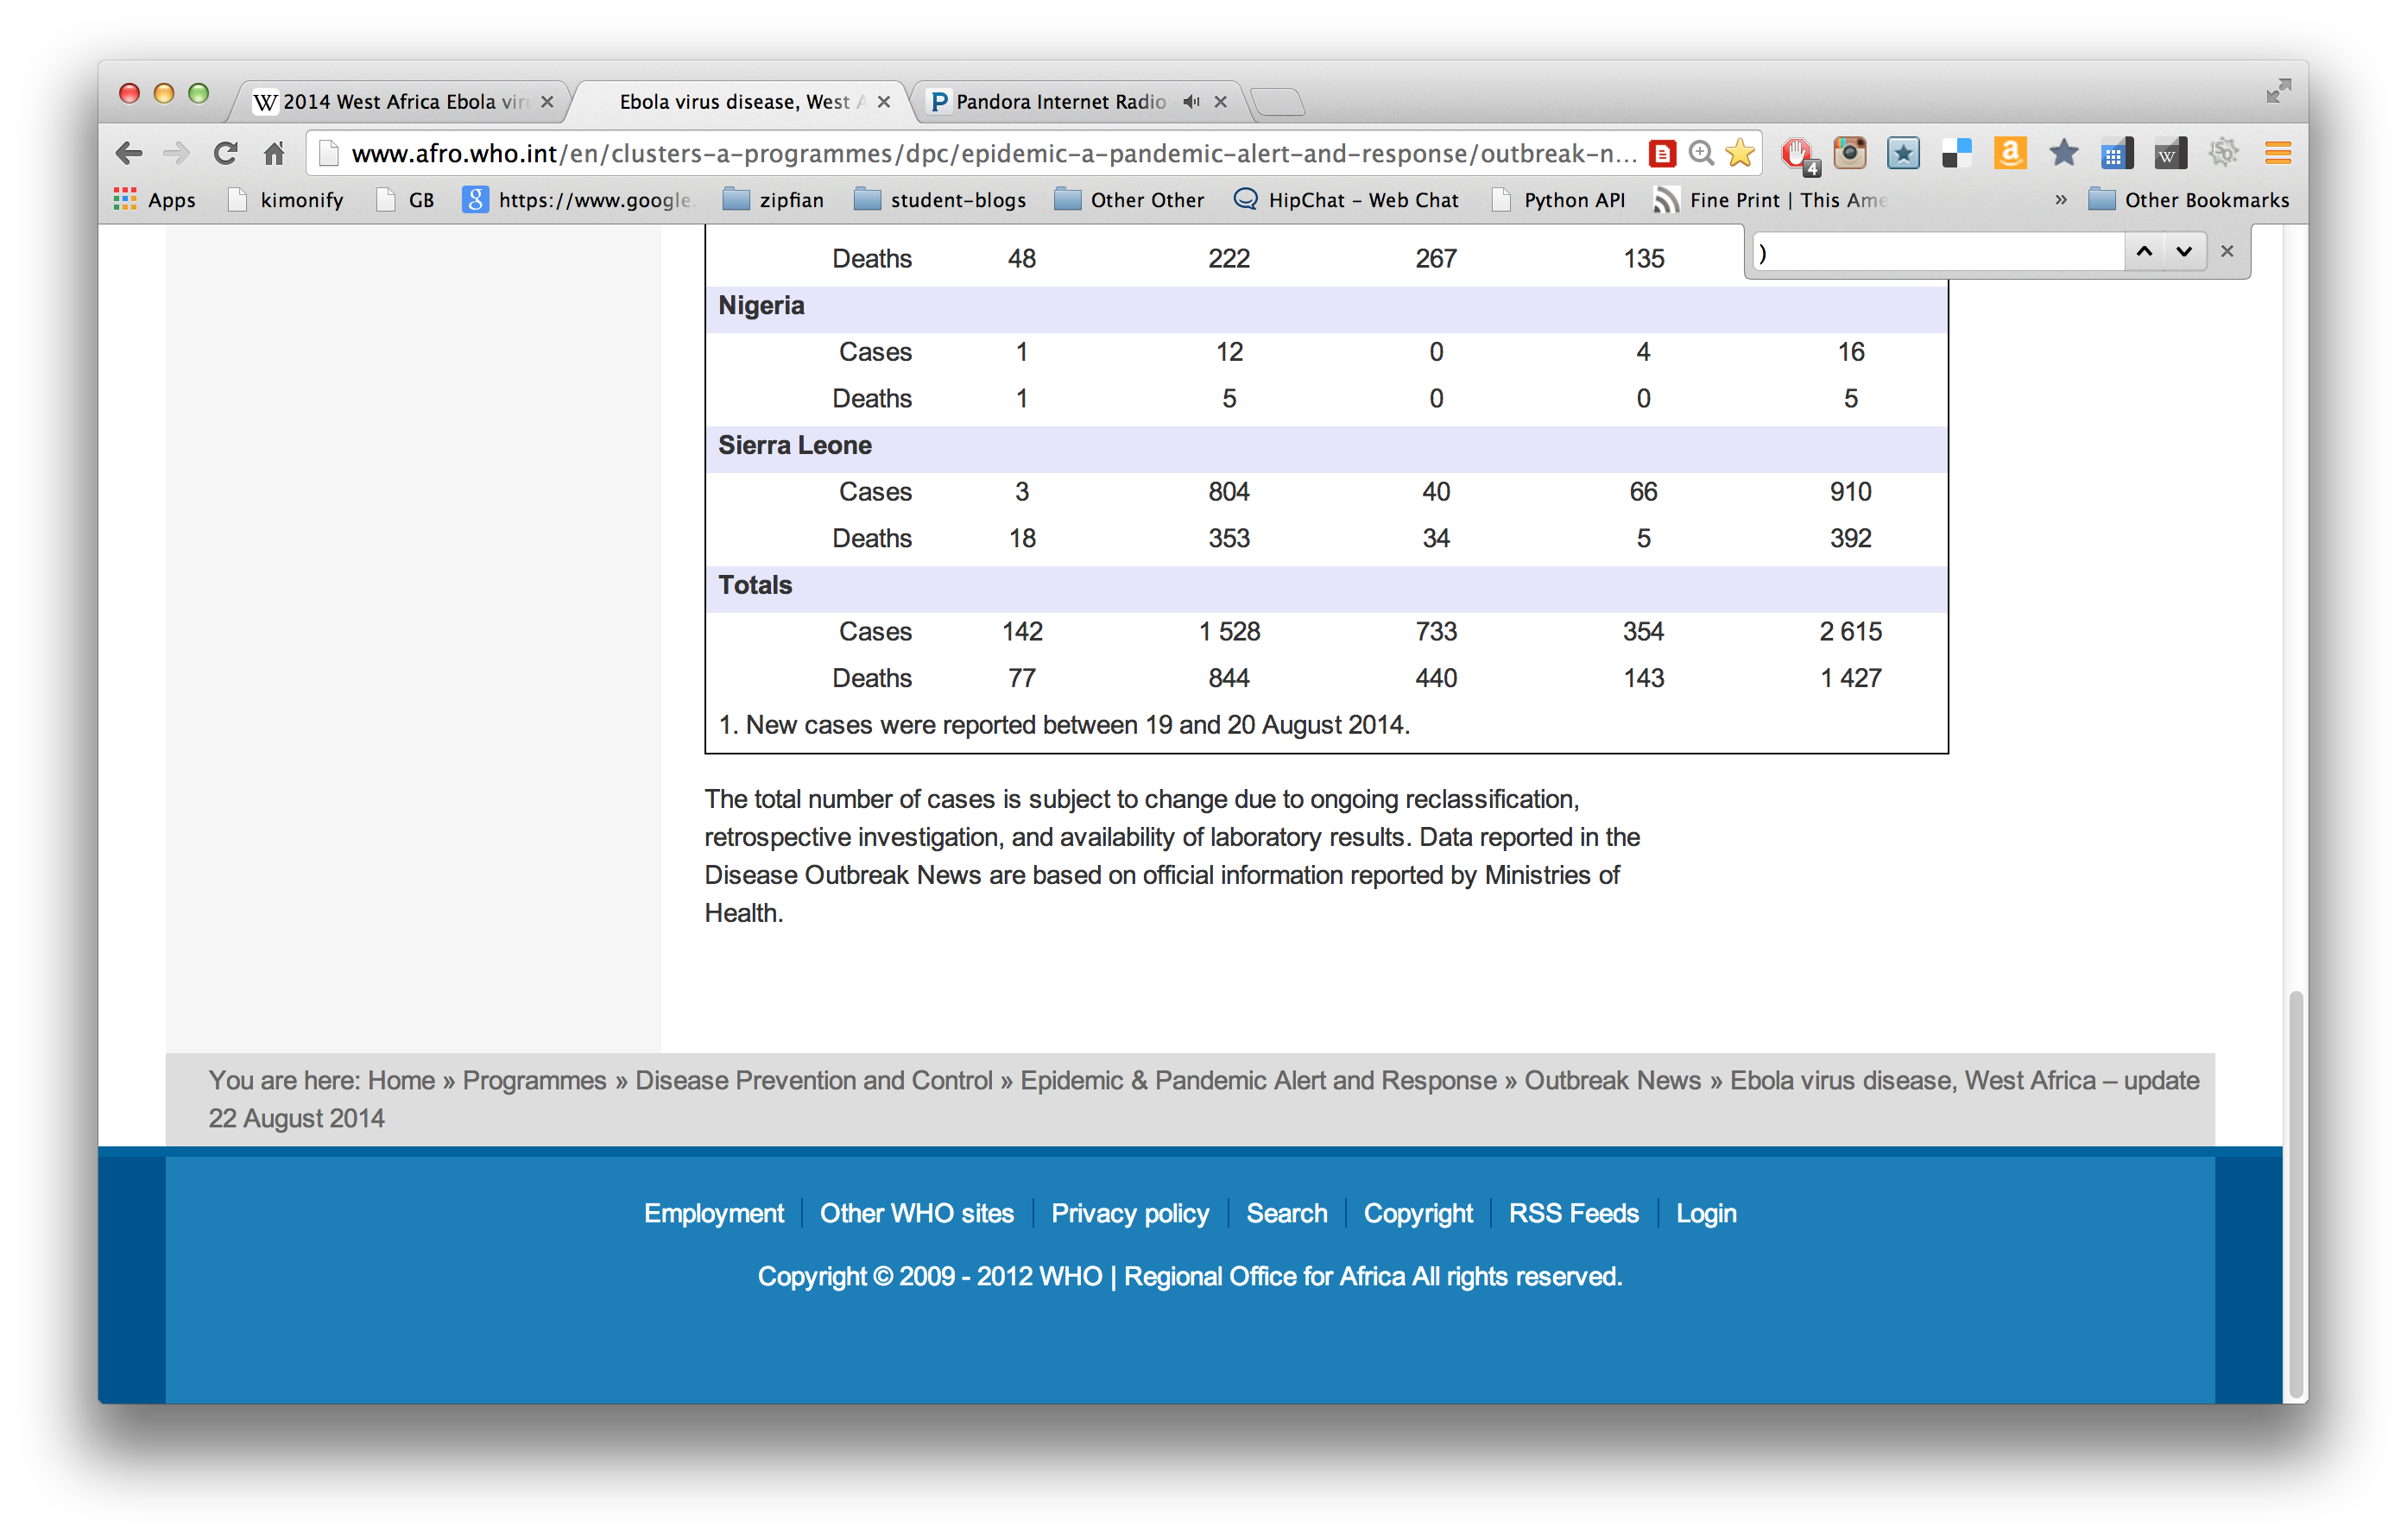 2014 West Africa Ebola vir
Ebola virus disease, West A
Pandora Internet Radio
www.afro.who.int/en/clusters-a-programmes/dpc/epidemic-a-pandemic-alert-and-response/outbreak-n...
4
Apps kimonify GB https://www.google. zipfian student-blogs Other Other HipChat – Web Chat Python API Fine Print | This Ame » Other Bookmarks
)
Deaths 48 222 267 135
Nigeria
Cases 1 12 0 4 16
Deaths 1 5 0 0 5
Sierra Leone
Cases 3 804 40 66 910
Deaths 18 353 34 5 392
Totals
Cases 142 1 528 733 354 2 615
Deaths 77 844 440 143 1 427
1. New cases were reported between 19 and 20 August 2014.
The total number of cases is subject to change due to ongoing reclassification,
retrospective investigation, and availability of laboratory results. Data reported in the
Disease Outbreak News are based on official information reported by Ministries of
Health.
You are here: Home » Programmes » Disease Prevention and Control » Epidemic & Pandemic Alert and Response » Outbreak News » Ebola virus disease, West Africa – update
22 August 2014
Employment | Other WHO sites | Privacy policy | Search | Copyright | RSS Feeds | Login
Copyright © 2009 - 2012 WHO | Regional Office for Africa All rights reserved.